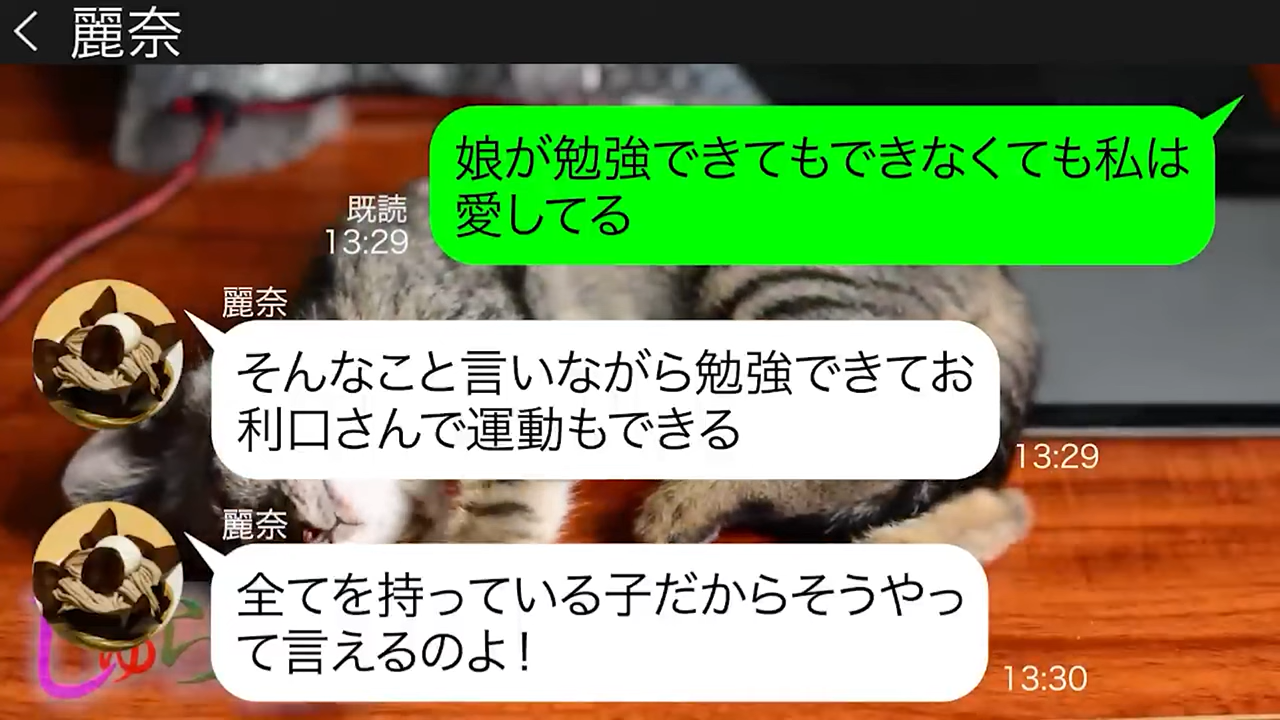 麗奈
娘が勉強できてもできなくても私は
愛してる
既読
13:29
麗奈
そんなこと言いながら勉強できてお
利口さんで運動もできる
13:29
麗奈
全てを持っている子だからそうやっ
て言えるのよ！
13:30